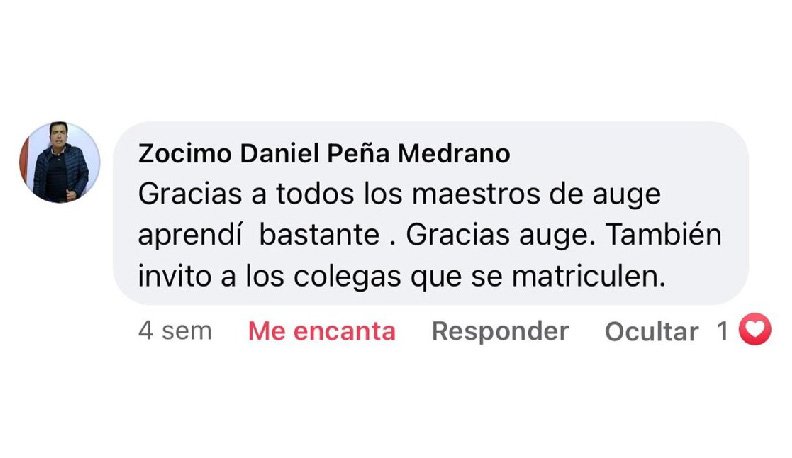 Zocimo Daniel Peña Medrano
Gracias a todos los maestros de auge
aprendí  bastante . Gracias auge. También
invito a los colegas que se matriculen.
4 sem Me encanta Responder Ocultar 1